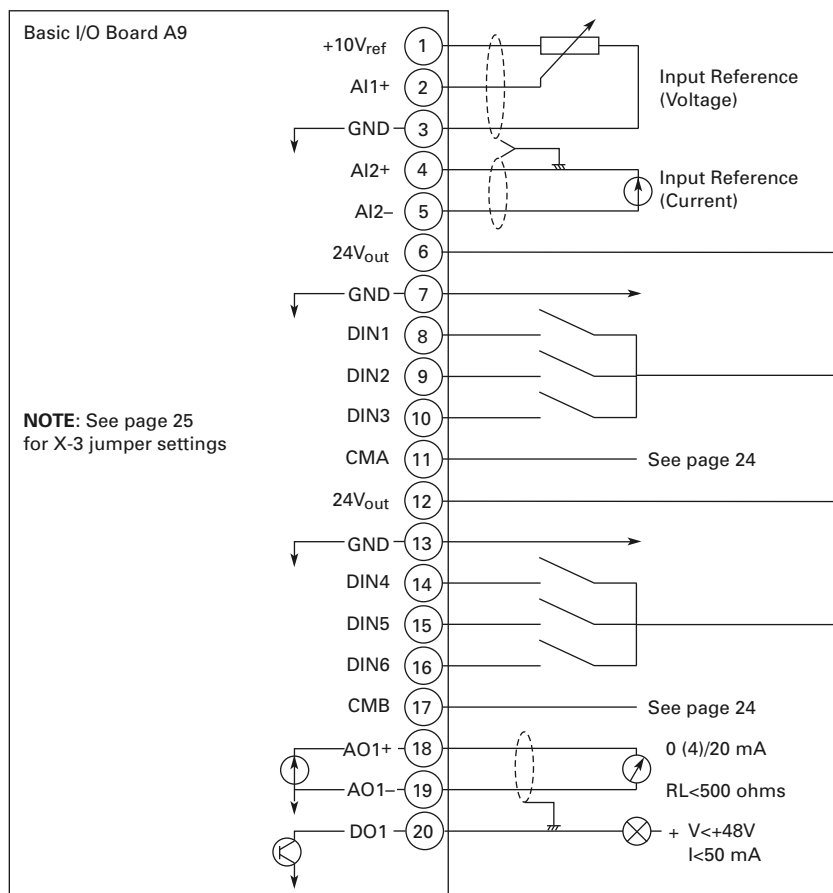 Basic I/O Board A9
+10Vref 1
AI1+ 2
Input Reference
(Voltage)
GND 3
AI2+ 4
Input Reference
(Current)
AI2– 5
24Vout 6
GND 7
DIN1 8
DIN2 9
DIN3 10
NOTE: See page 25
for X-3 jumper settings
CMA 11 See page 24
24Vout 12
GND 13
DIN4 14
DIN5 15
DIN6 16
CMB 17 See page 24
AO1+ 18 0 (4)/20 mA
AO1– 19 RL<500 ohms
DO1 20 + V<+48V
I<50 mA